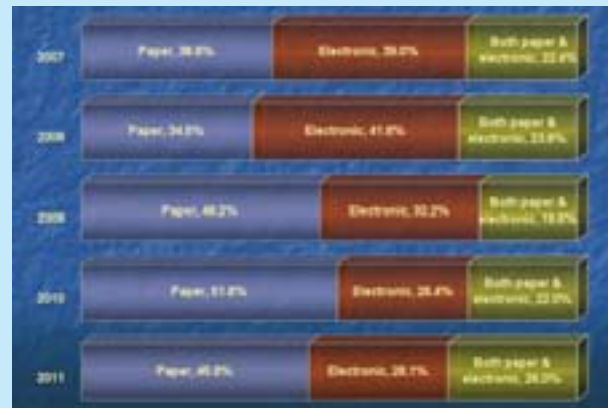 2007
Paper, 38.6%
Electronic, 39.0%
Both paper &
electronic, 22.4%
2008
Paper, 34.6%
Electronic, 41.6%
Both paper &
electronic, 23.8%
2009
Paper, 48.2%
Electronic, 32.2%
Both paper &
electronic, 19.6%
2010
Paper, 51.6%
Electronic, 26.4%
Both paper &
electronic, 22.0%
2011
Paper,
Electronic, 28.1%
Both paper &
electronic, 26.0%